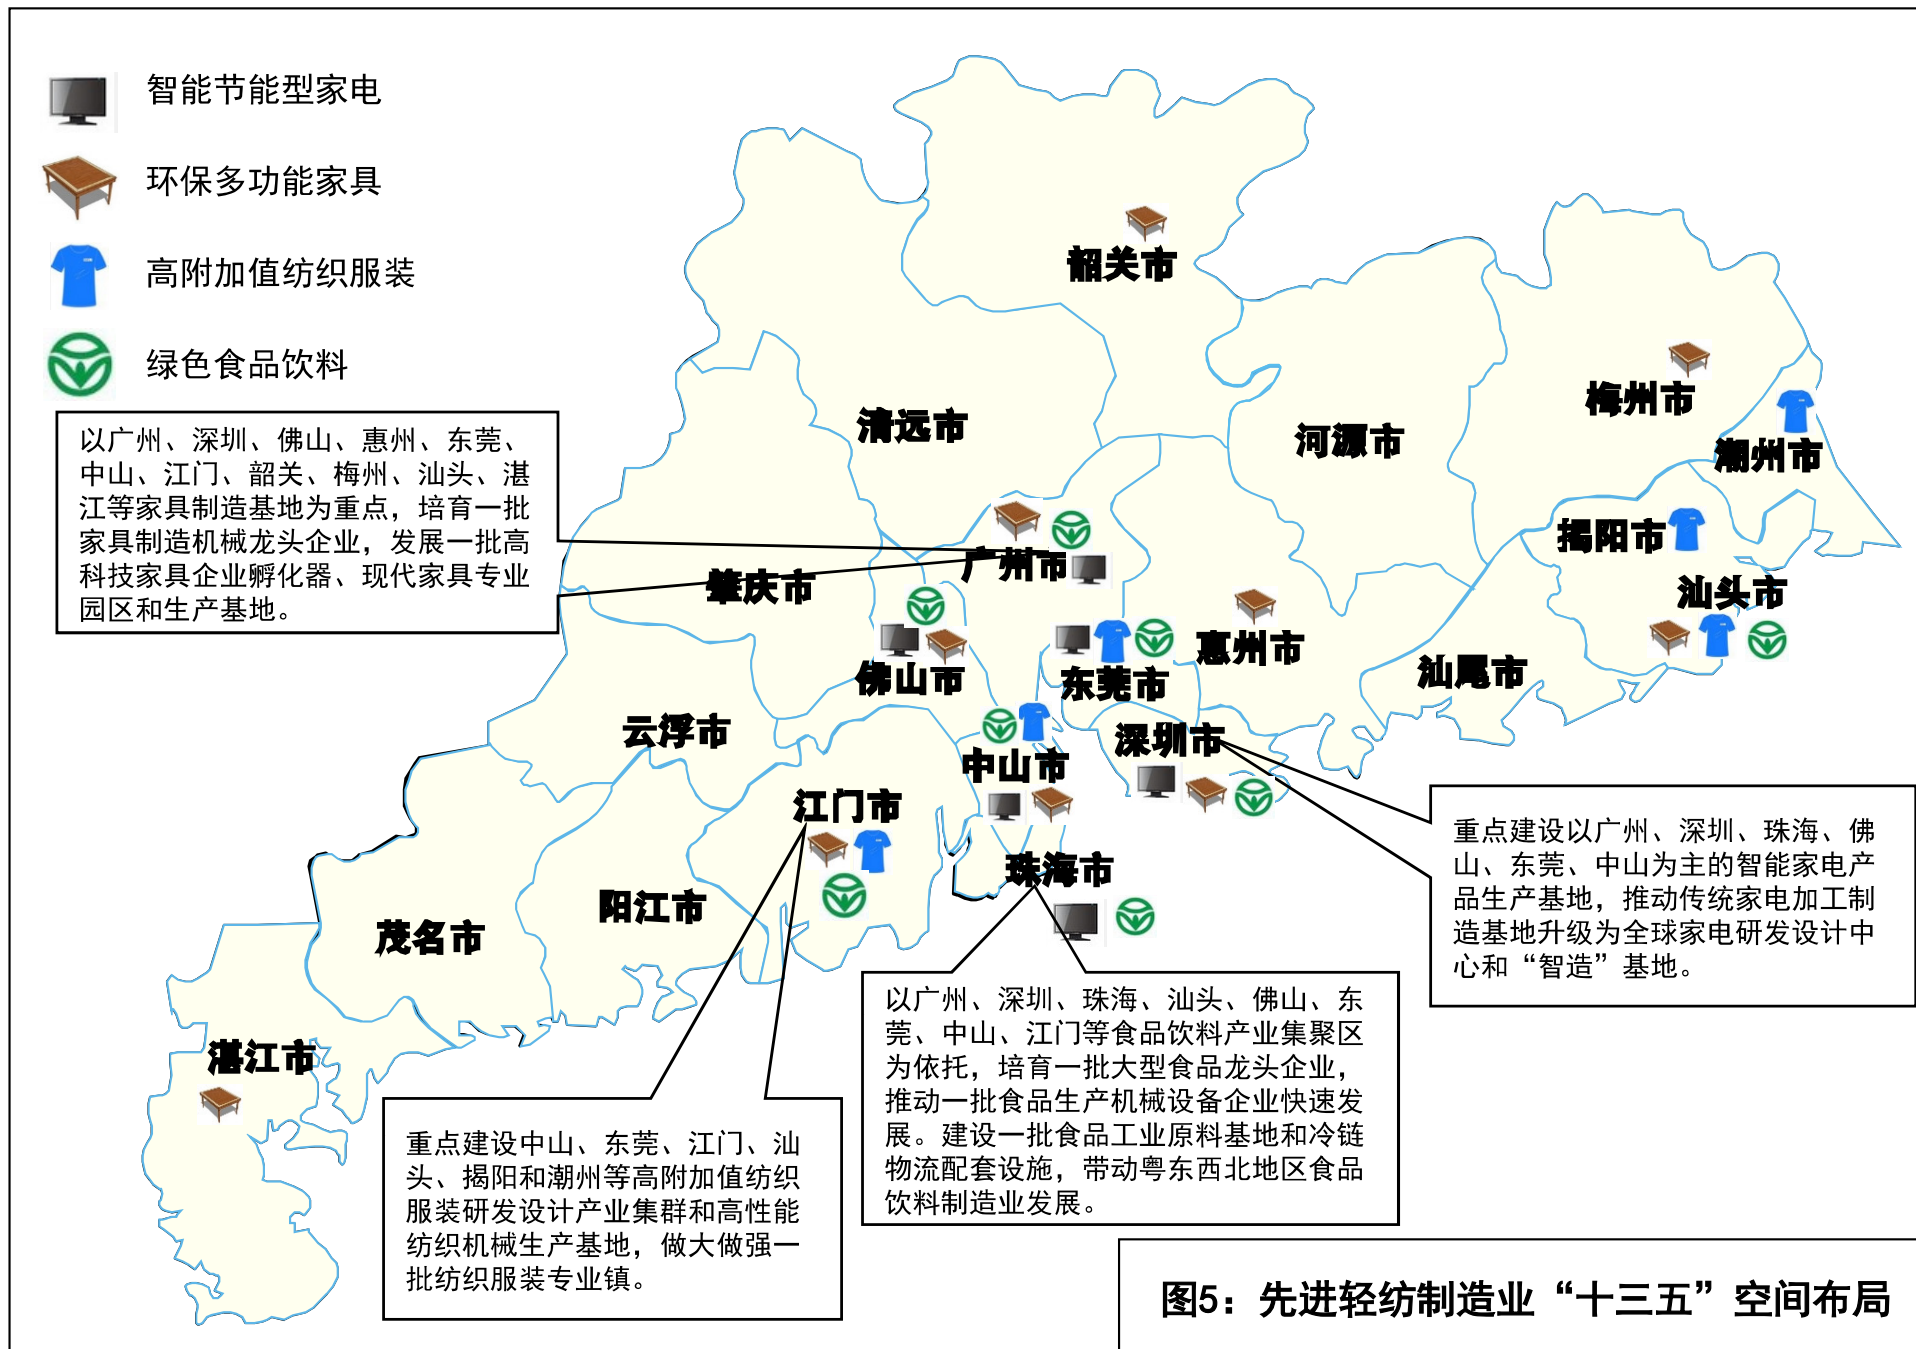 智能节能型家电
环保多功能家具
高附加值纺织服装
绿色食品饮料
以广州、深圳、佛山、惠州、东莞、
中山、江门、韶关、梅州、汕头、湛
江等家具制造基地为重点，培育一批
家具制造机械龙头企业，发展一批高
科技家具企业孵化器、现代家具专业
园区和生产基地。
韶关市
梅州市
清远市
河源市
潮州市
揭阳市
广州市
肇庆市
汕头市
惠州市
佛山市
东莞市
汕尾市
云浮市
深圳市
中山市
江门市
珠海市
阳江市
茂名市
湛江市
重点建设以广州、深圳、珠海、佛
山、东莞、中山为主的智能家电产
品生产基地，推动传统家电加工制
造基地升级为全球家电研发设计中
心和“智造”基地。
以广州、深圳、珠海、汕头、佛山、东
莞、中山、江门等食品饮料产业集聚区
为依托，培育一批大型食品龙头企业，
推动一批食品生产机械设备企业快速发
展。建设一批食品工业原料基地和冷链
物流配套设施，带动粤东西北地区食品
饮料制造业发展。
重点建设中山、东莞、江门、汕
头、揭阳和潮州等高附加值纺织
服装研发设计产业集群和高性能
纺织机械生产基地，做大做强一
批纺织服装专业镇。
图5：先进轻纺制造业“十三五”空间布局